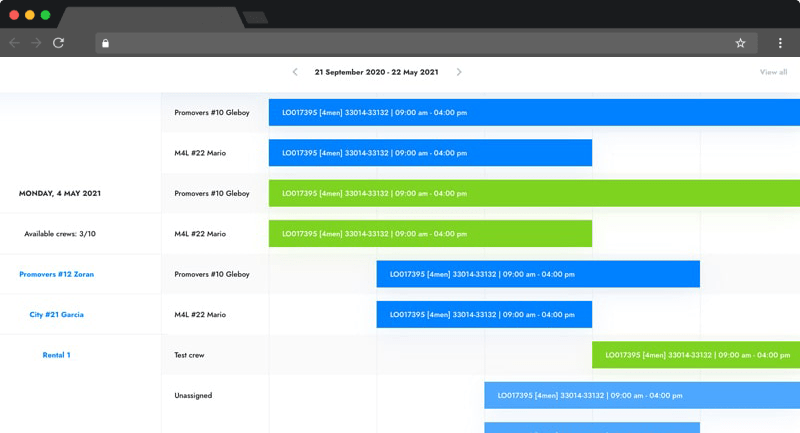 21 September 2020 - 22 May 2021
View all
Promovers #10 Gleboy
LO017395 [4men] 33014-33132 | 09:00 am - 04:00 pm
M4L #22 Mario
LO017395 [4men] 33014-33132 | 09:00 am - 04:00 pm
MONDAY, 4 MAY 2021
Promovers #10 Gleboy
LO017395 [4men] 33014-33132 | 09:00 am - 04:00 pm
Available crews: 3/10
M4L #22 Mario
LO017395 [4men] 33014-33132 | 09:00 am - 04:00 pm
Promovers #12 Zoran
Promovers #10 Gleboy
LO017395 [4men] 33014-33132 | 09:00 am - 04:00 pm
City #21 Garcia
M4L #22 Mario
LO017395 [4men] 33014-33132 | 09:00 am - 04:00 pm
Rental 1
Test crew
LO017395 [4men] 33014-33132 | 09:00 am - 04:00 pm
Unassigned
LO017395 [4men] 33014-33132 | 09:00 am - 04:00 pm